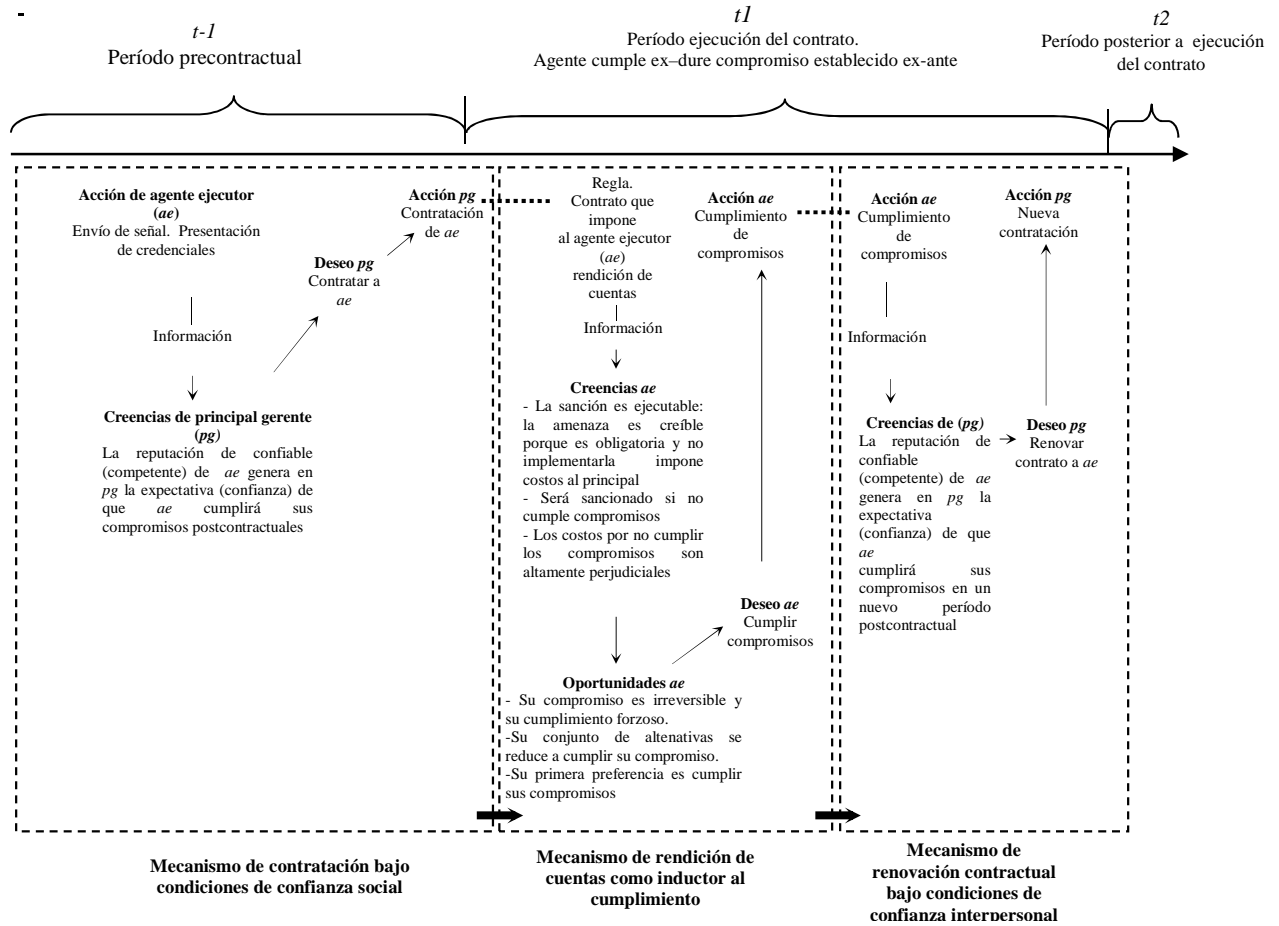 -
t-1
Período precontractual
t1
Período ejecución del contrato.
Agente cumple ex–dure compromiso establecido ex-ante
t2
Período posterior a ejecución
del contrato
Acción de agente ejecutor
(ae)
Envío de señal. Presentación
de credenciales
Información
Creencias de principal gerente
(pg)
La reputación de confiable
(competente) de ae genera en
pg la expectativa (confianza) de
que ae cumplirá sus
compromisos postcontractuales
Deseo pg
Contratar a
ae
Acción pg
Contratación
de ae
Regla.
Contrato que
impone
al agente ejecutor
(ae)
rendición de
cuentas
Información
Creencias ae
- La sanción es ejecutable:
la amenaza es creíble
porque es obligatoria y no
implementarla impone
costos al principal
- Será sancionado si no
cumple compromisos
- Los costos por no cumplir
los compromisos son
altamente perjudiciales
Oportunidades ae
- Su compromiso es irreversible y
su cumplimiento forzoso.
-Su conjunto de altenativas se
reduce a cumplir su compromiso.
-Su primera preferencia es cumplir
sus compromisos
Deseo ae
Cumplir
compromisos
Acción ae
Cumplimiento
de
compromisos
Acción ae
Cumplimiento
de
compromisos
Información
Creencias de (pg)
La reputación de
confiable
(competente) de ae
genera en pg la
expectativa
(confianza) de que
ae
cumplirá sus
compromisos en un
nuevo período
postcontractual
Deseo pg
Renovar
contrato a ae
Acción pg
Nueva
contratación
Mecanismo de contratación bajo
condiciones de confianza social
Mecanismo de rendición de
cuentas como inductor al
cumplimiento
Mecanismo de
renovación contractual
bajo condiciones de
confianza interpersonal